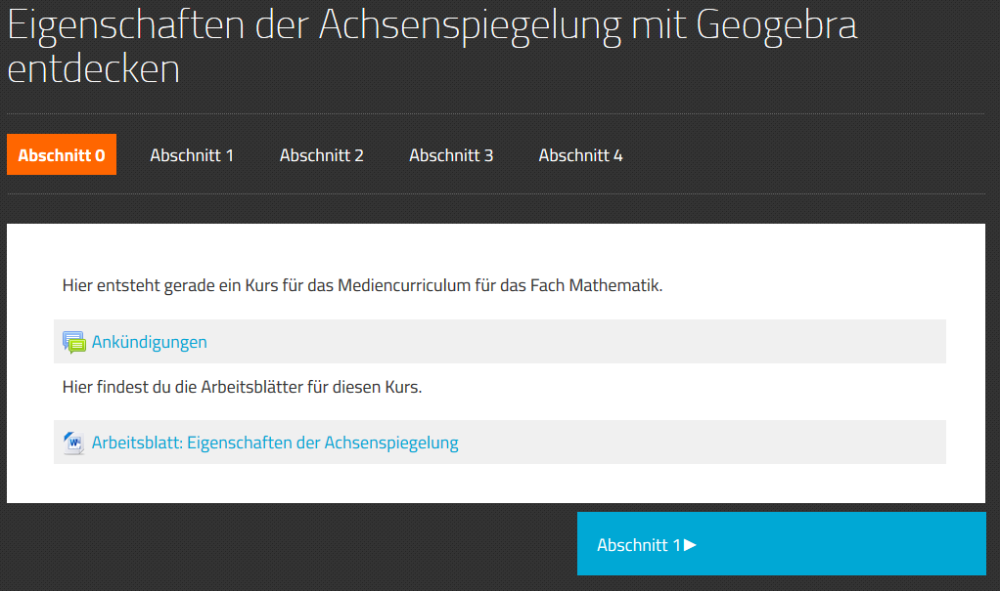 Eigenschaften der Achsenspiegelung mit Geogebra
entdecken
Abschnitt 0 Abschnitt 1 Abschnitt 2 Abschnitt 3 Abschnitt 4
Hier entsteht gerade ein Kurs für das Mediencurriculum für das Fach Mathematik.
Ankündigungen
Hier findest du die Arbeitsblätter für diesen Kurs.
Arbeitsblatt: Eigenschaften der Achsenspiegelung
Abschnitt 1►